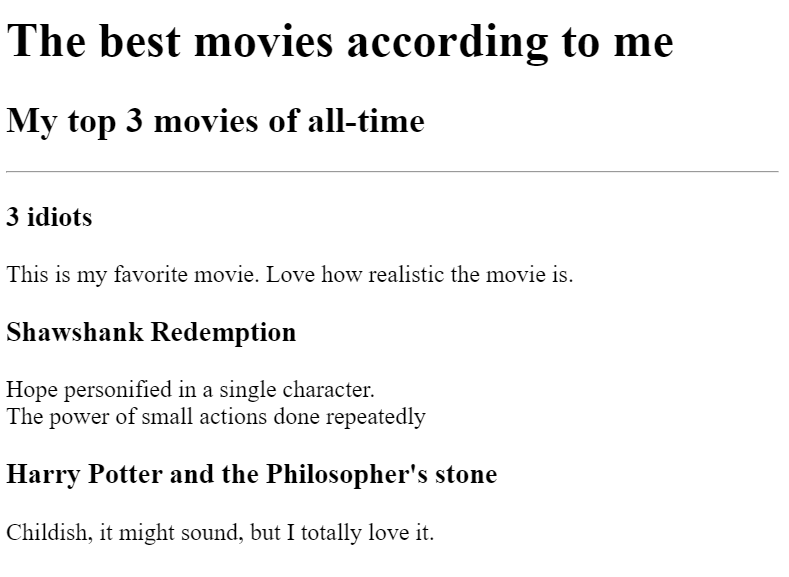 The best movies according to me
My top 3 movies of all-time
3 idiots
This is my favorite movie. Love how realistic the movie is.
Shawshank Redemption
Hope personified in a single character.
The power of small actions done repeatedly
Harry Potter and the Philosopher's stone
Childish, it might sound, but I totally love it.